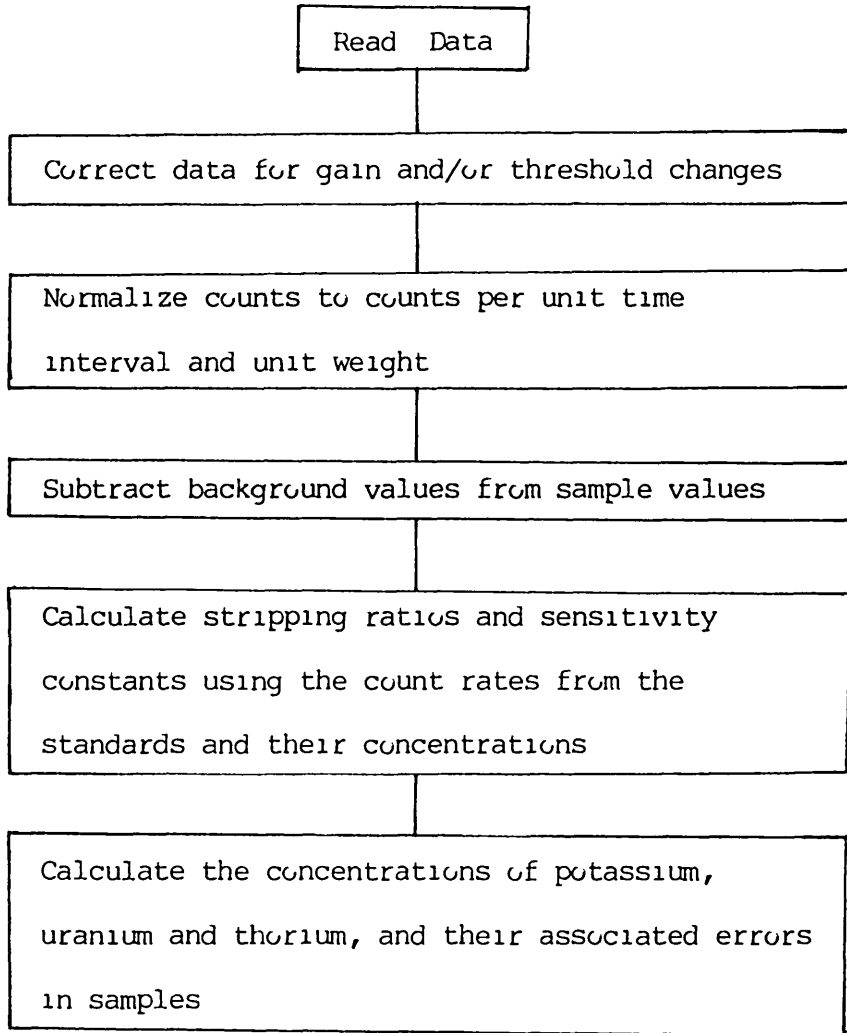 Read Data
Correct data for gain and/or threshold changes
Normalize counts to counts per unit time
interval and unit weight
Subtract background values from sample values
Calculate stripping ratios and sensitivity
constants using the count rates from the
standards and their concentrations
Calculate the concentrations of potassium,
uranium and thorium, and their associated errors
in samples